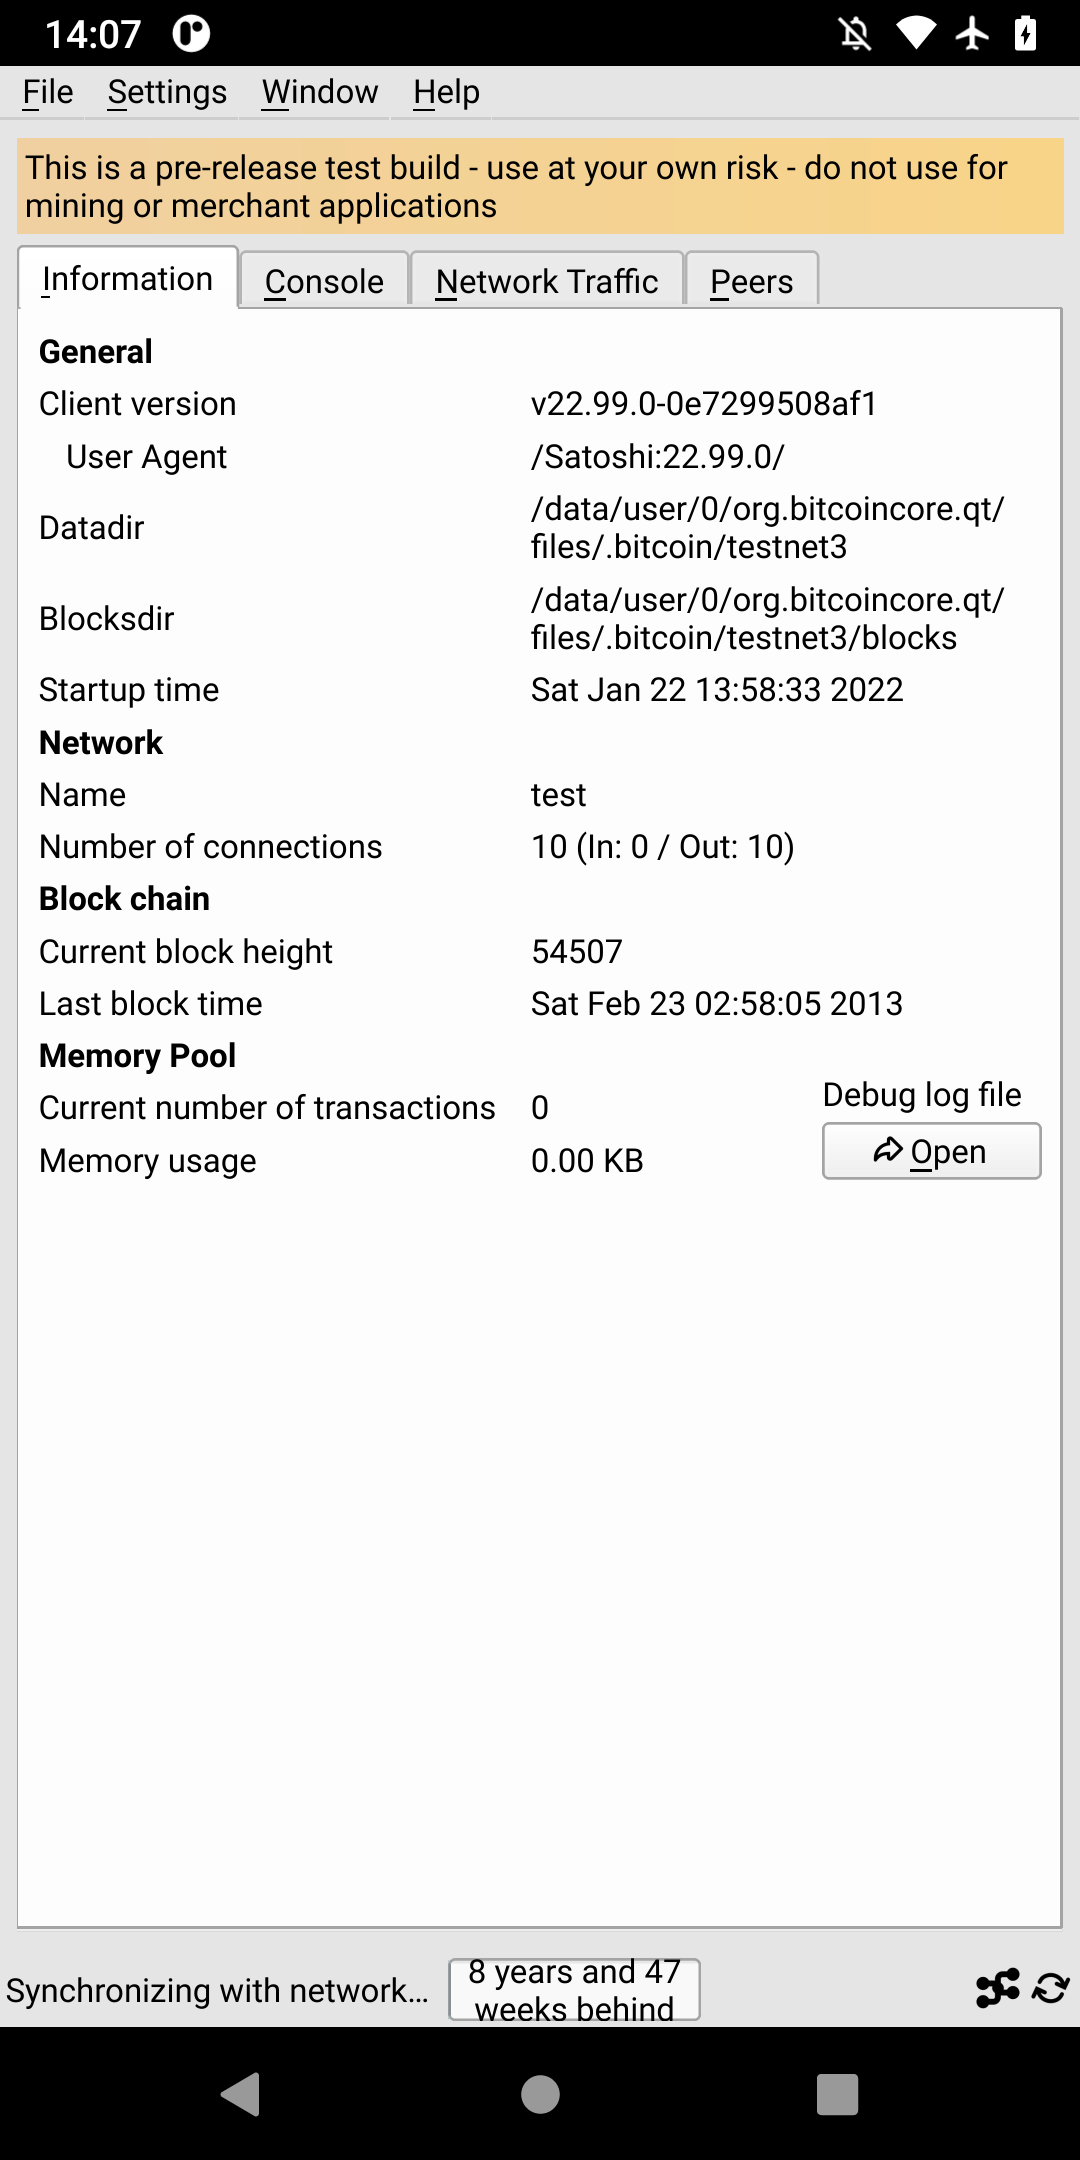 14:07
File Settings Window Help
This is a pre-release test build - use at your own risk - do not use for
mining or merchant applications
Information Console Network Traffic Peers
General
Client version v22.99.0-0e7299508af1
User Agent /Satoshi:22.99.0/
Datadir /data/user/0/org.bitcoincore.qt/
files/.bitcoin/testnet3
Blocksdir /data/user/0/org.bitcoincore.qt/
files/.bitcoin/testnet3/blocks
Startup time Sat Jan 22 13:58:33 2022
Network
Name test
Number of connections 10 (In: 0 / Out: 10)
Block chain
Current block height 54507
Last block time Sat Feb 23 02:58:05 2013
Memory Pool
Current number of transactions 0
Memory usage 0.00 KB
Debug log file
Open
Synchronizing with network...
8 years and 47
weeks behind